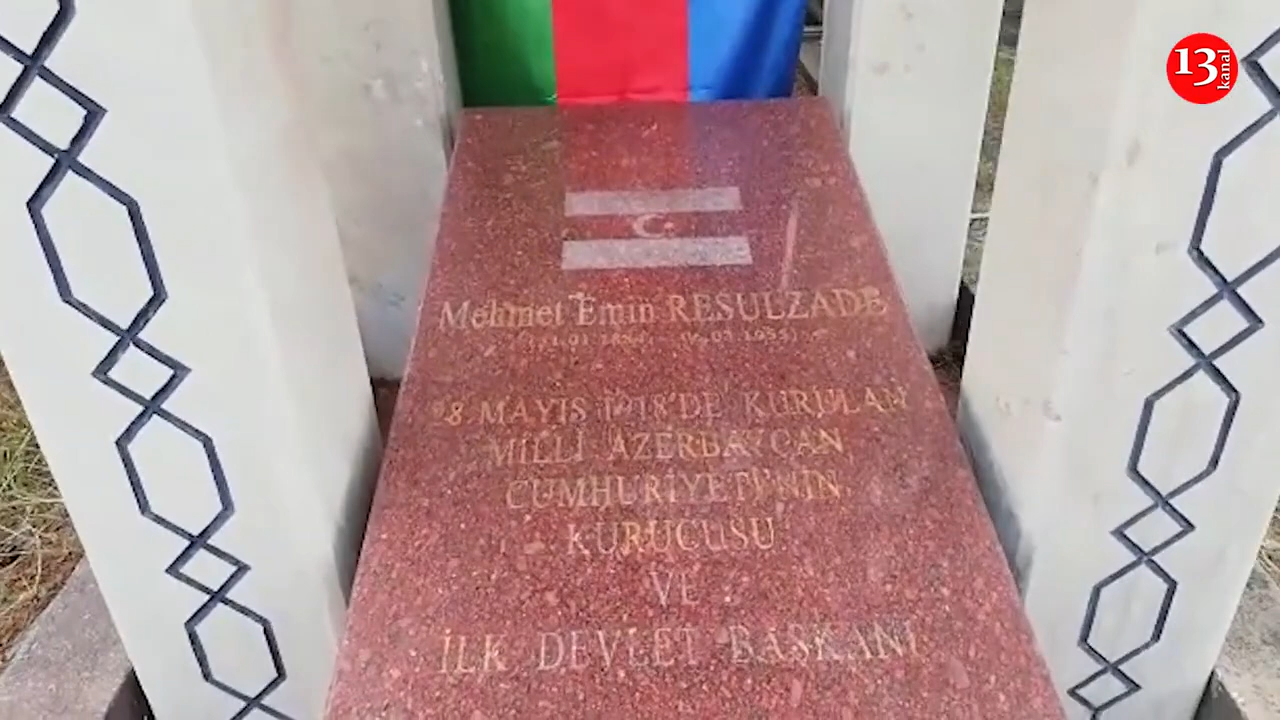 13
kanal
Mehmet Emin RESULZADE
28 MAYIS 1918'DE KURULAN
MİLLİ AZERBAYCAN
CUMHURİYETİ'NİN
KURUCUSU
VE
İLK DEVLET BAŞKANI